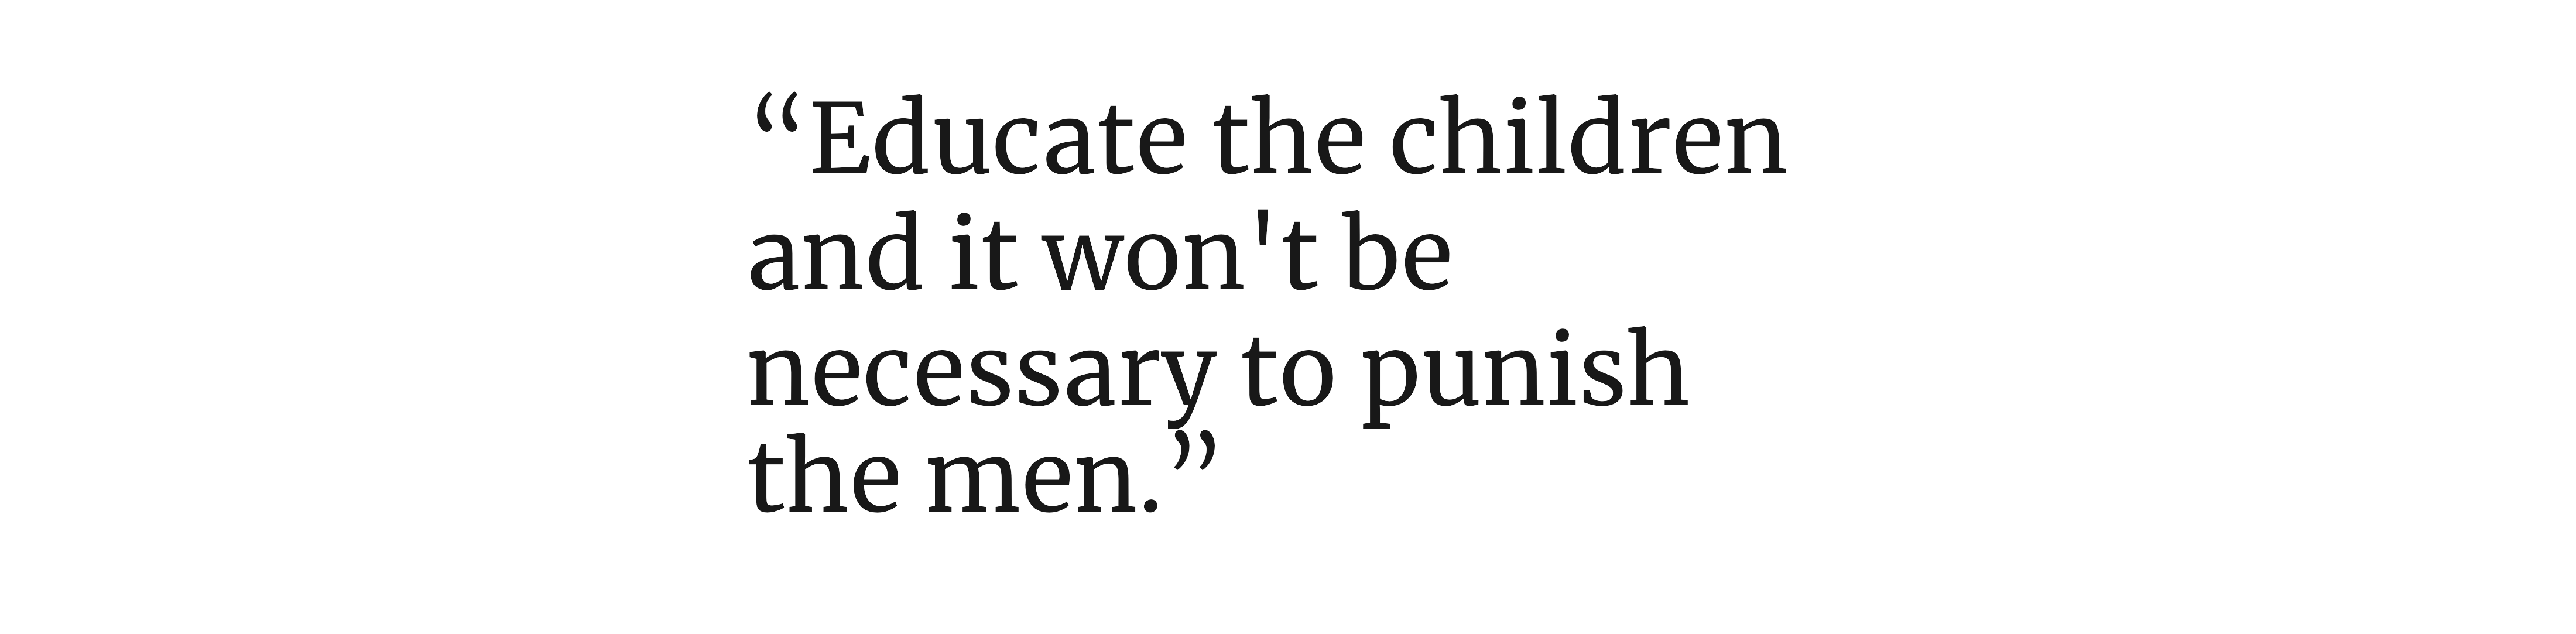 “Educate the children
and it won't be
necessary to punish
the men.”